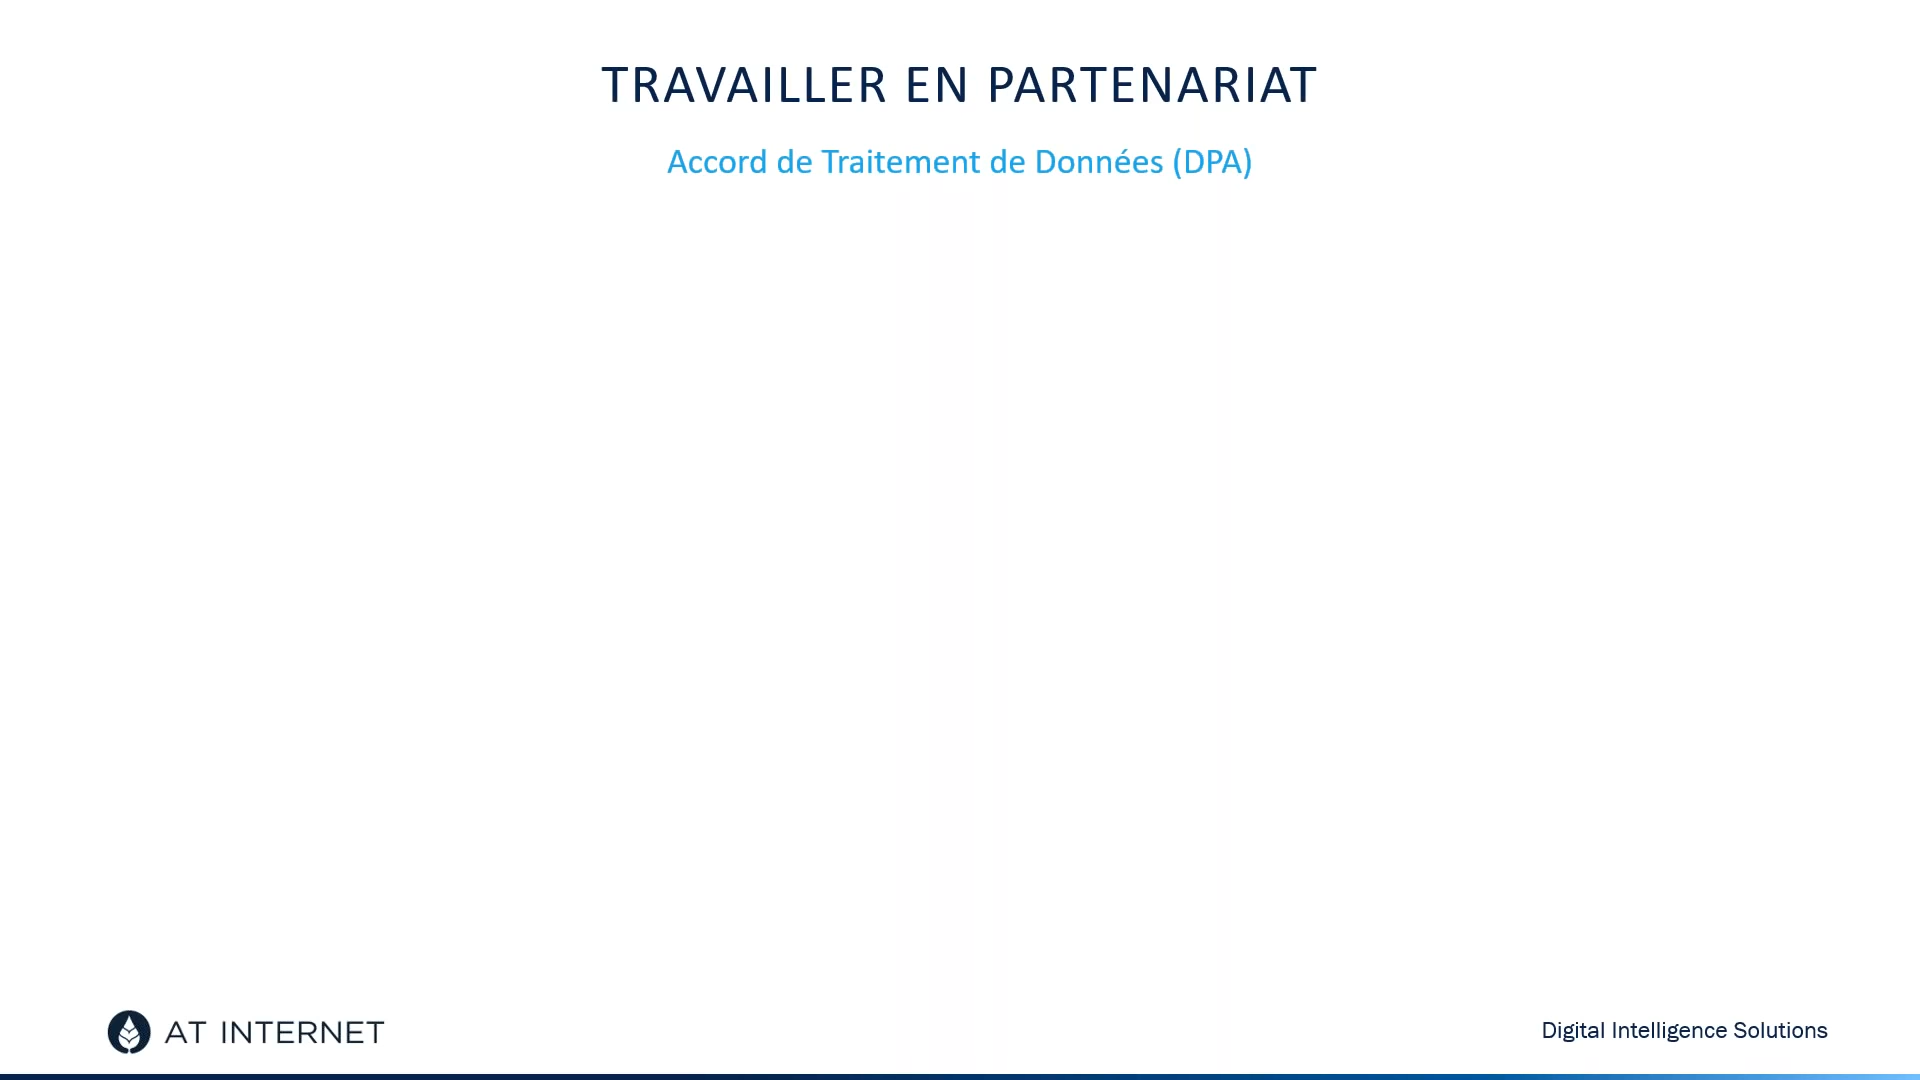 TRAVAILLER EN PARTENARIAT
Accord de Traitement de Données (DPA)
AT INTERNET
Digital Intelligence Solutions